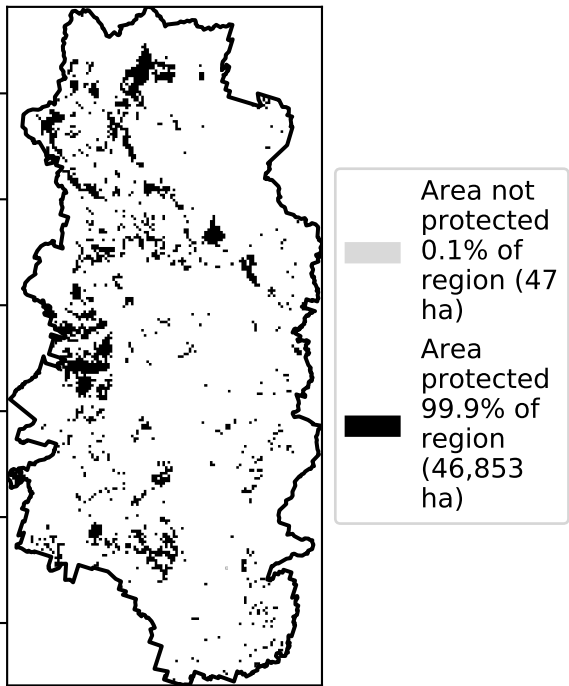 Area not
protected
0.1% of
region (47
ha)
Area
protected
99.9% of
region
(46,853
ha)